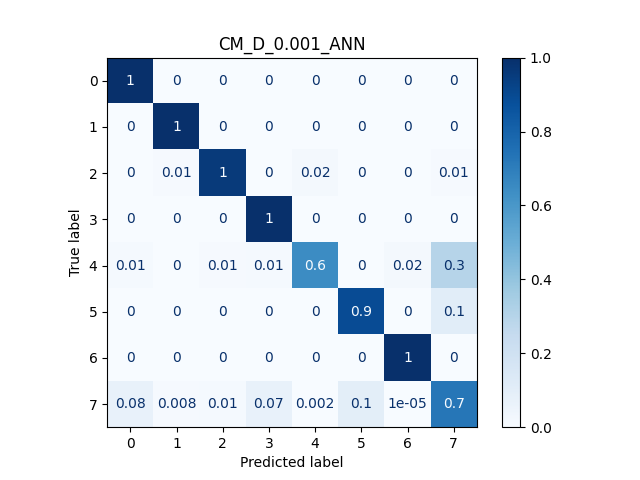 CM_D_0.001_ANN
0 1 0 0 0 0 0 0 0
1 0 1 0 0 0 0 0 0
2 0 0.01 1 0 0.02 0 0 0.01
3 0 0 0 1 0 0 0 0
4 0.01 0 0.01 0.01 0.6 0 0.02 0.3
5 0 0 0 0 0 0.9 0 0.1
6 0 0 0 0 0 0 1 0
7 0.08 0.008 0.01 0.07 0.002 0.1 1e-05 0.7
0 1 2 3 4 5 6 7
Predicted label
True label
1.0
0.8
0.6
0.4
0.2
0.0